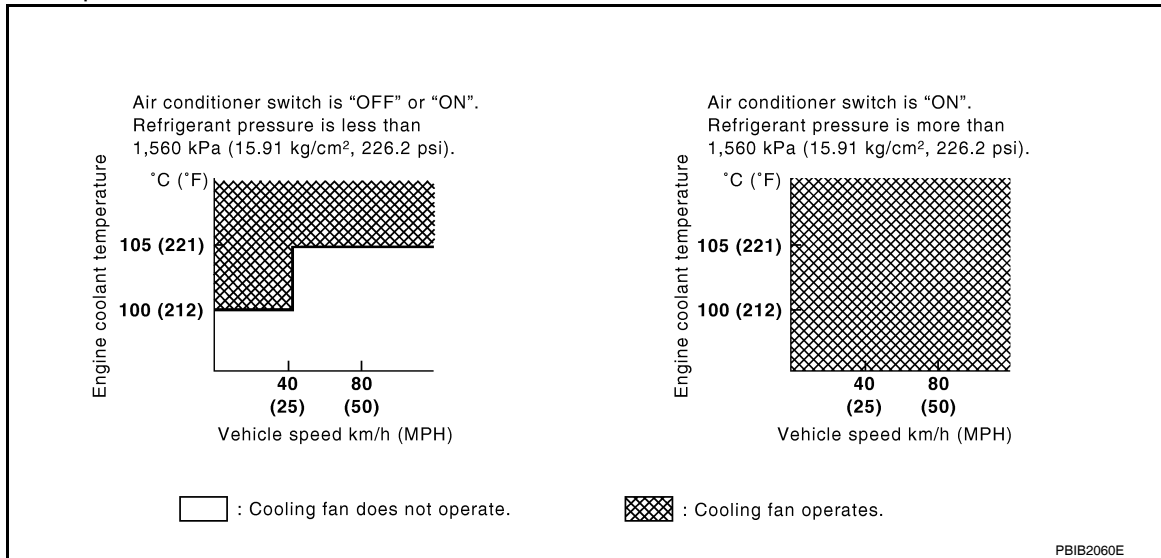 Air conditioner switch is “OFF” or “ON”.
Refrigerant pressure is less than
1,560 kPa (15.91 kg/cm², 226.2 psi).
˚C (˚F)
Engine coolant temperature
105 (221)
100 (212)
40
(25)
80
(50)
Vehicle speed km/h (MPH)
Air conditioner switch is “ON”.
Refrigerant pressure is more than
1,560 kPa (15.91 kg/cm², 226.2 psi).
˚C (˚F)
Engine coolant temperature
105 (221)
100 (212)
40
(25)
80
(50)
Vehicle speed km/h (MPH)
: Cooling fan does not operate.
: Cooling fan operates.
PBIB2060E